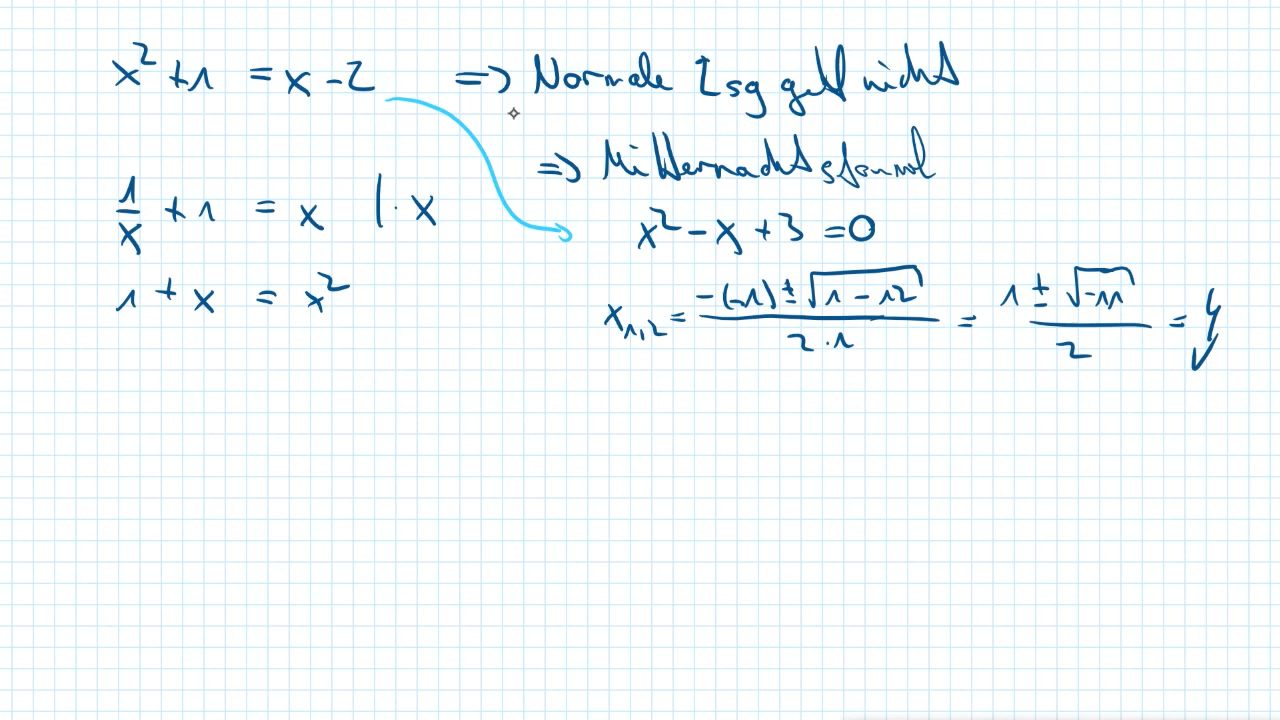 x² + 1 = x - 2 => Normale Lsg geht nicht
=> Mitternachtsformel
1/x + 1 = x | · x
x² - x + 3 = 0
1 + x = x²
x₁,₂ = (-(-1) ± √(1 - 12))/(2 · 1) = (1 ± √(-11))/2 =